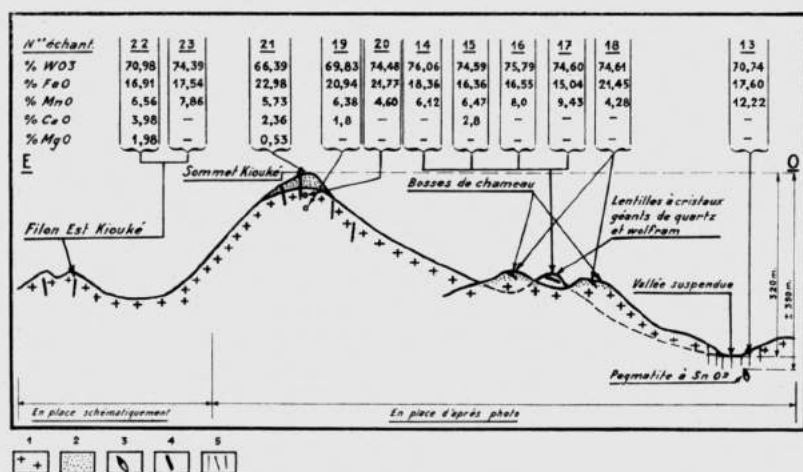 Nos échant. 22 23 21 19 20 14 15 16 17 18 13
% WO3 70,98 74,39 66,39 69,83 74,48 76,06 74,59 75,79 74,60 74,61 70,74
% FeO 16,91 17,54 22,98 20,94 21,77 18,36 16,36 16,55 15,04 21,45 17,60
% MnO 6,56 7,86 5,73 6,38 4,60 6,12 6,47 8,0 9,43 4,28 12,22
% CaO 3,98 – 2,36 1,8 – – 2,8 – – – –
% MgO 1,98 – 0,53 – – – – – – – –
E O
Sommet Kiouké
Bosses de chameau
Lentilles à cristaux
géants de quartz
et wolfram
Filon Est Kiouké
Vallée suspendue
320 m.
± 350 m.
Pegmatite à SnO2
En place schématiquement
En place d'après photo
1 2 3 4 5